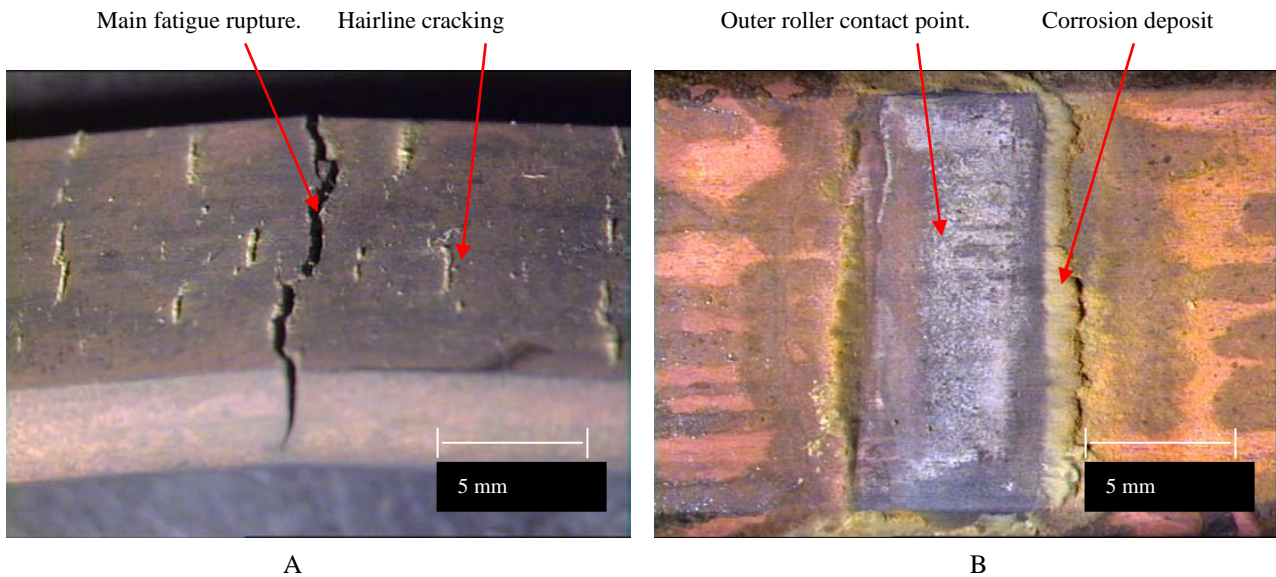 Main fatigue rupture.
Hairline cracking
Outer roller contact point.
Corrosion deposit
5 mm
5 mm
A
B